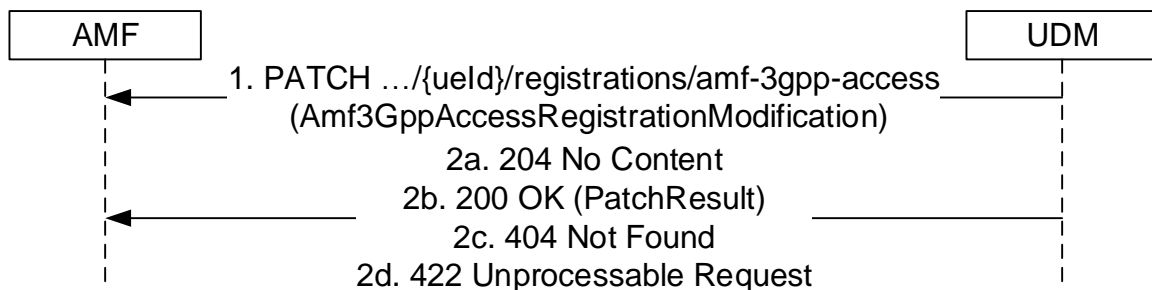 AMF
UDM
1. PATCH …/{ueId}/registrations/amf-3gpp-access
(Amf3GppAccessRegistrationModification)
2a. 204 No Content
2b. 200 OK (PatchResult)
2c. 404 Not Found
2d. 422 Unprocessable Request